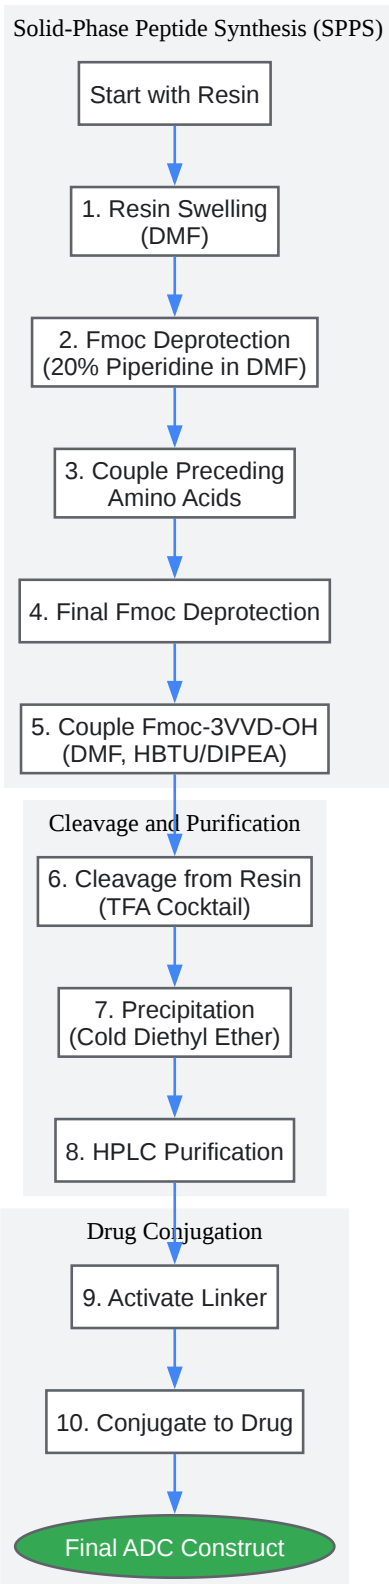 Solid-Phase Peptide Synthesis (SPPS)
Start with Resin
1. Resin Swelling
(DMF)
2. Fmoc Deprotection
(20% Piperidine in DMF)
3. Couple Preceding
Amino Acids
4. Final Fmoc Deprotection
5. Couple Fmoc-3VVD-OH
(DMF, HBTU/DIPEA)
Cleavage and Purification
6. Cleavage from Resin
(TFA Cocktail)
7. Precipitation
(Cold Diethyl Ether)
8. HPLC Purification
Drug Conjugation
9. Activate Linker
10. Conjugate to Drug
Final ADC Construct